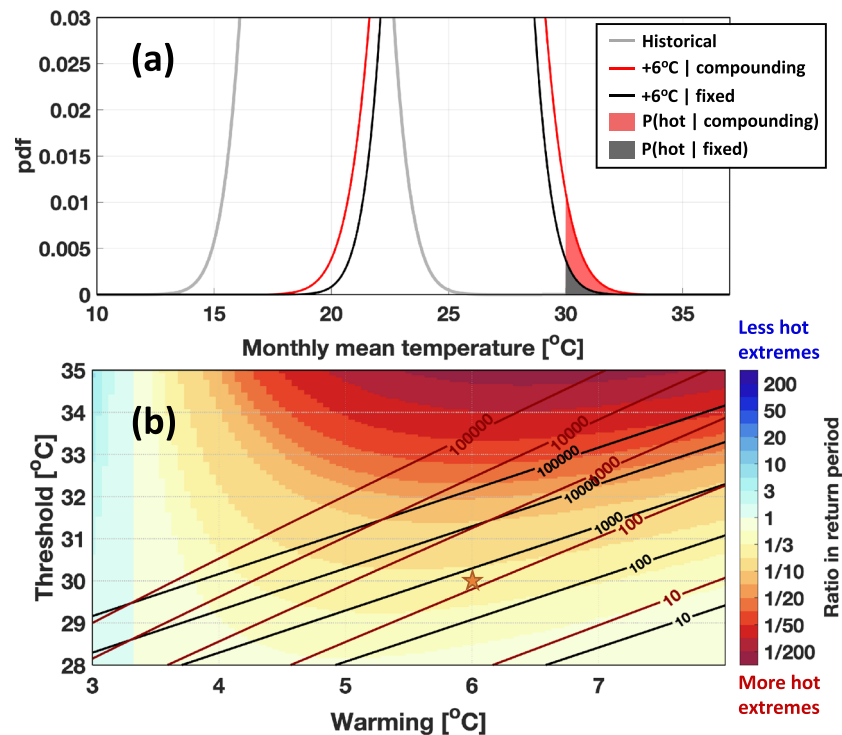 (a)
0.03
0.025
0.02
0.015
0.01
0.005
0
pdf
10
15
20
25
30
35
Monthly mean temperature [°C]
Historical
+6°C | compounding
+6°C | fixed
P(hot | compounding)
P(hot | fixed)
(b)
35
34
33
32
31
30
29
28
Threshold [°C]
3
4
5
6
7
Warming [°C]
100000
10000
1000
100
10
100000
10000
1000
100
10
Less hot
extremes
200
50
20
10
3
1
1/3
1/10
1/20
1/50
1/200
Ratio in return period
More hot
extremes